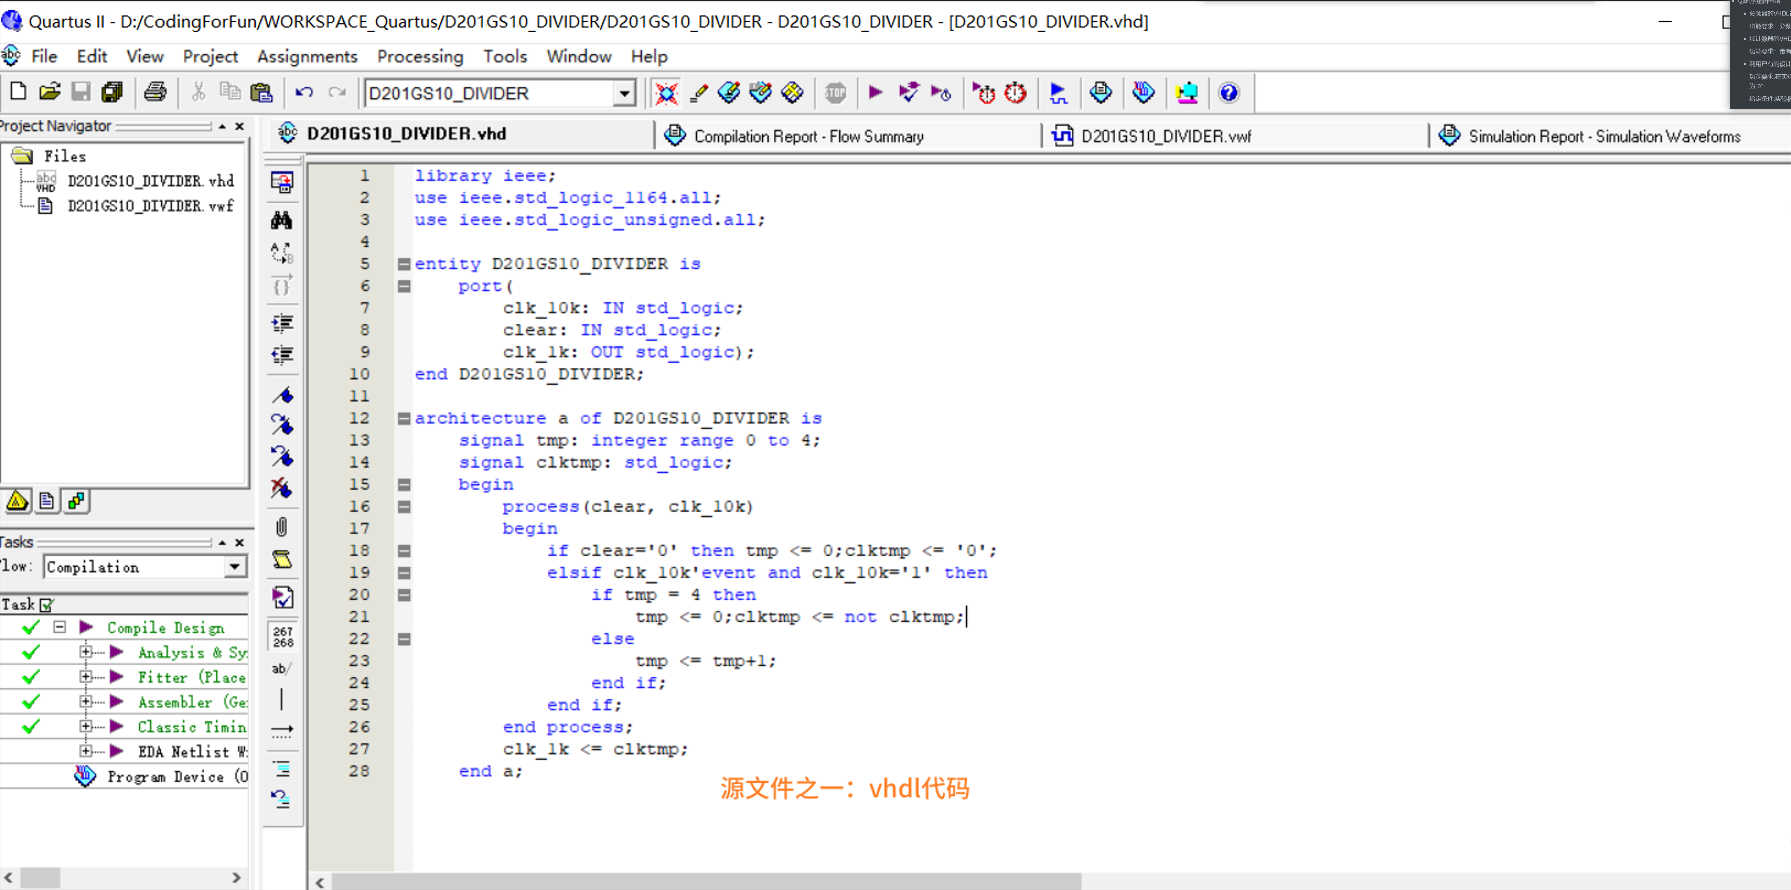 Quartus II - D:/CodingForFun/WORKSPACE_Quartus/D201GS10_DIVIDER/D201GS10_DIVIDER - D201GS10_DIVIDER - [D201GS10_DIVIDER.vhd]
File Edit View Project Assignments Processing Tools Window Help
D201GS10_DIVIDER
STOP
Project Navigator
Files
D201GS10_DIVIDER.vhd
D201GS10_DIVIDER.vwf
Tasks
Flow: Compilation
Task
Compile Design
Analysis & Sy
Fitter (Place
Assembler (Ge
Classic Timin
EDA Netlist W
Program Device (O
D201GS10_DIVIDER.vhd
Compilation Report - Flow Summary
D201GS10_DIVIDER.vwf
Simulation Report - Simulation Waveforms
267
268
ab/
1 library ieee;
2 use ieee.std_logic_1164.all;
3 use ieee.std_logic_unsigned.all;
4
5 entity D201GS10_DIVIDER is
6 port(
7 clk_10k: IN std_logic;
8 clear: IN std_logic;
9 clk_1k: OUT std_logic);
10 end D201GS10_DIVIDER;
11
12 architecture a of D201GS10_DIVIDER is
13 signal tmp: integer range 0 to 4;
14 signal clktmp: std_logic;
15 begin
16 process(clear, clk_10k)
17 begin
18 if clear='0' then tmp <= 0;clktmp <= '0';
19 elsif clk_10k'event and clk_10k='1' then
20 if tmp = 4 then
21 tmp <= 0;clktmp <= not clktmp;
22 else
23 tmp <= tmp+1;
24 end if;
25 end if;
26 end process;
27 clk_1k <= clktmp;
28 end a;
源文件之一：vhdl代码